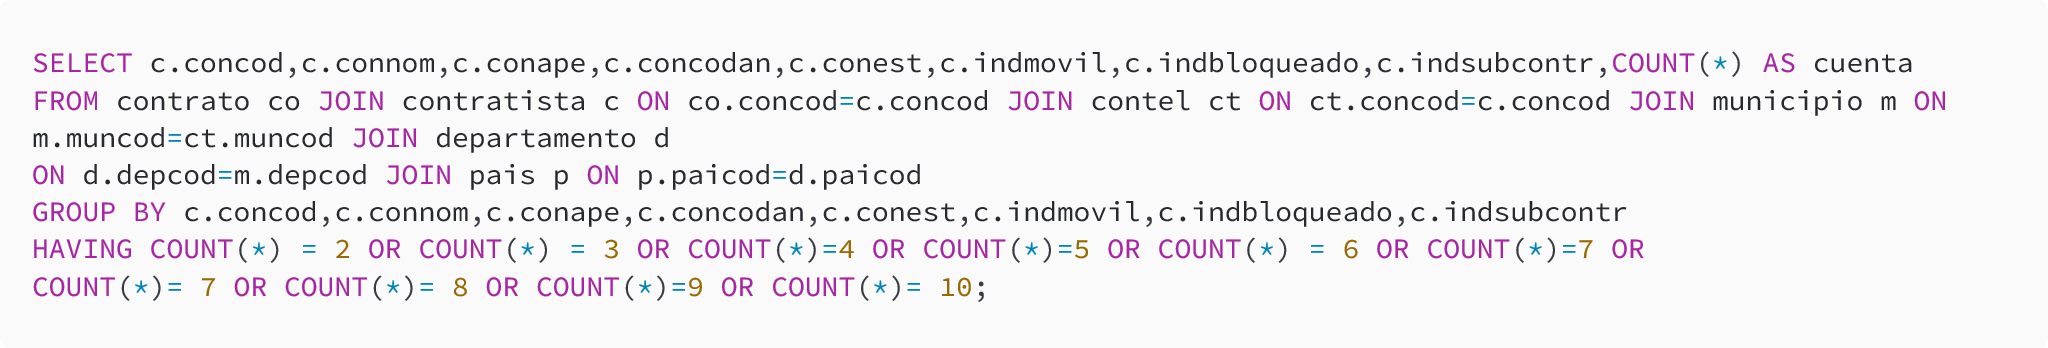 SELECT c.concod,c.connom,c.conape,c.concodan,c.conest,c.indmovil,c.indbloqueado,c.indsubcontr,COUNT(*) AS cuenta
FROM contrato co JOIN contratista c ON co.concod=c.concod JOIN contel ct ON ct.concod=c.concod JOIN municipio m ON
m.muncod=ct.muncod JOIN departamento d
ON d.depcod=m.depcod JOIN pais p ON p.paicod=d.paicod
GROUP BY c.concod,c.connom,c.conape,c.concodan,c.conest,c.indmovil,c.indbloqueado,c.indsubcontr
HAVING COUNT(*) = 2 OR COUNT(*) = 3 OR COUNT(*)=4 OR COUNT(*)=5 OR COUNT(*) = 6 OR COUNT(*)=7 OR
COUNT(*)= 7 OR COUNT(*)= 8 OR COUNT(*)=9 OR COUNT(*)= 10;